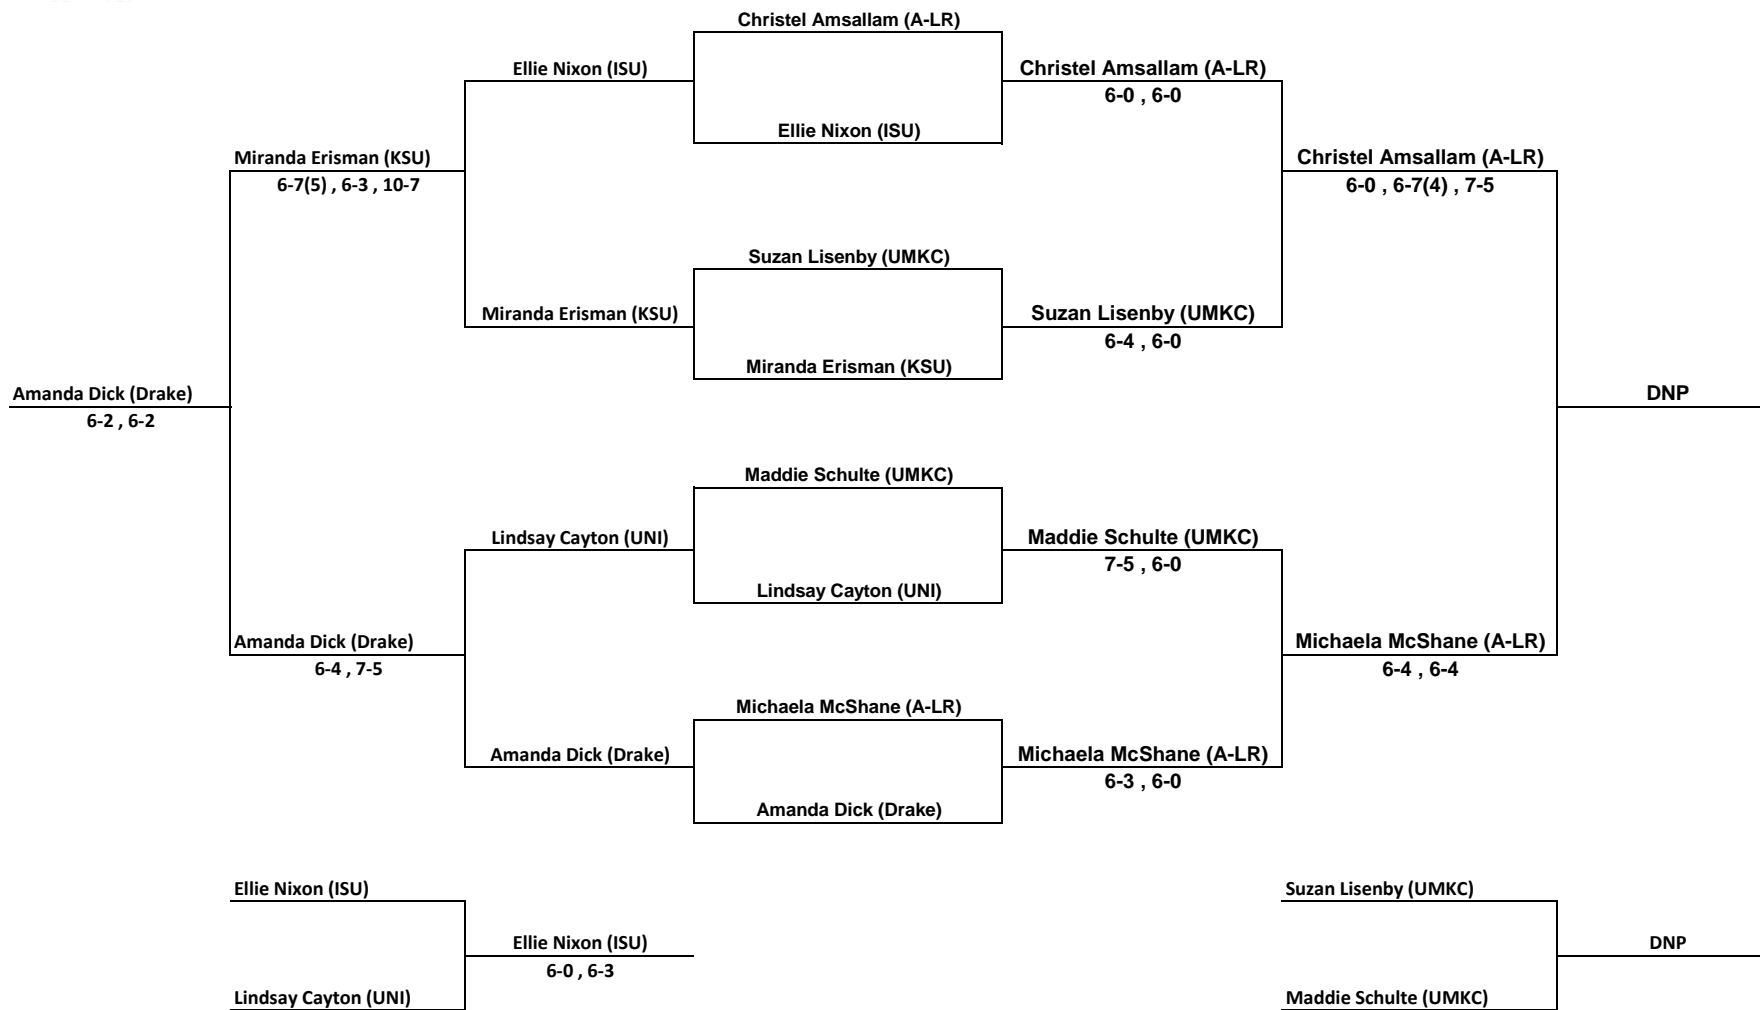 Christel Amsallam (A-LR)
Ellie Nixon (ISU)
Christel Amsallam (A-LR)
6-0 , 6-0
Ellie Nixon (ISU)
Miranda Erisman (KSU)
6-7(5) , 6-3 , 10-7
Christel Amsallam (A-LR)
6-0 , 6-7(4) , 7-5
Suzan Lisenby (UMKC)
Miranda Erisman (KSU)
Suzan Lisenby (UMKC)
6-4 , 6-0
Miranda Erisman (KSU)
Amanda Dick (Drake)
6-2 , 6-2
DNP
Maddie Schulte (UMKC)
Lindsay Cayton (UNI)
Maddie Schulte (UMKC)
7-5 , 6-0
Lindsay Cayton (UNI)
Amanda Dick (Drake)
6-4 , 7-5
Michaela McShane (A-LR)
6-4 , 6-4
Michaela McShane (A-LR)
Amanda Dick (Drake)
Michaela McShane (A-LR)
6-3 , 6-0
Amanda Dick (Drake)
Ellie Nixon (ISU)
Suzan Lisenby (UMKC)
Ellie Nixon (ISU)
6-0 , 6-3
DNP
Lindsay Cayton (UNI)
Maddie Schulte (UMKC)